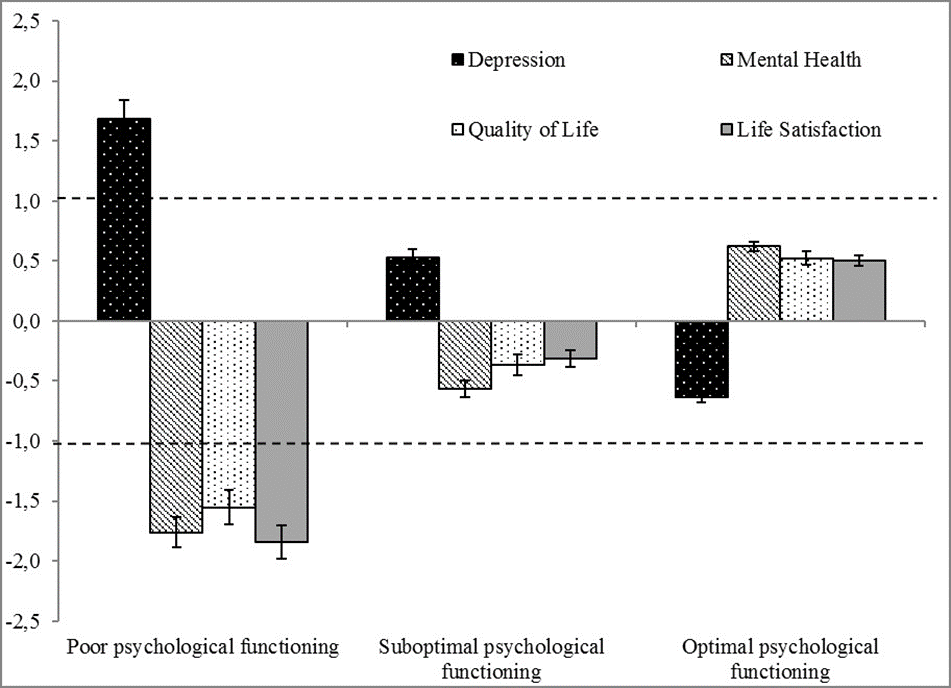 2,5
2,0
1,5
1,0
0,5
0,0
-0,5
-1,0
-1,5
-2,0
-2,5
Depression
Mental Health
Quality of Life
Life Satisfaction
Poor psychological functioning
Suboptimal psychological
functioning
Optimal psychological
functioning